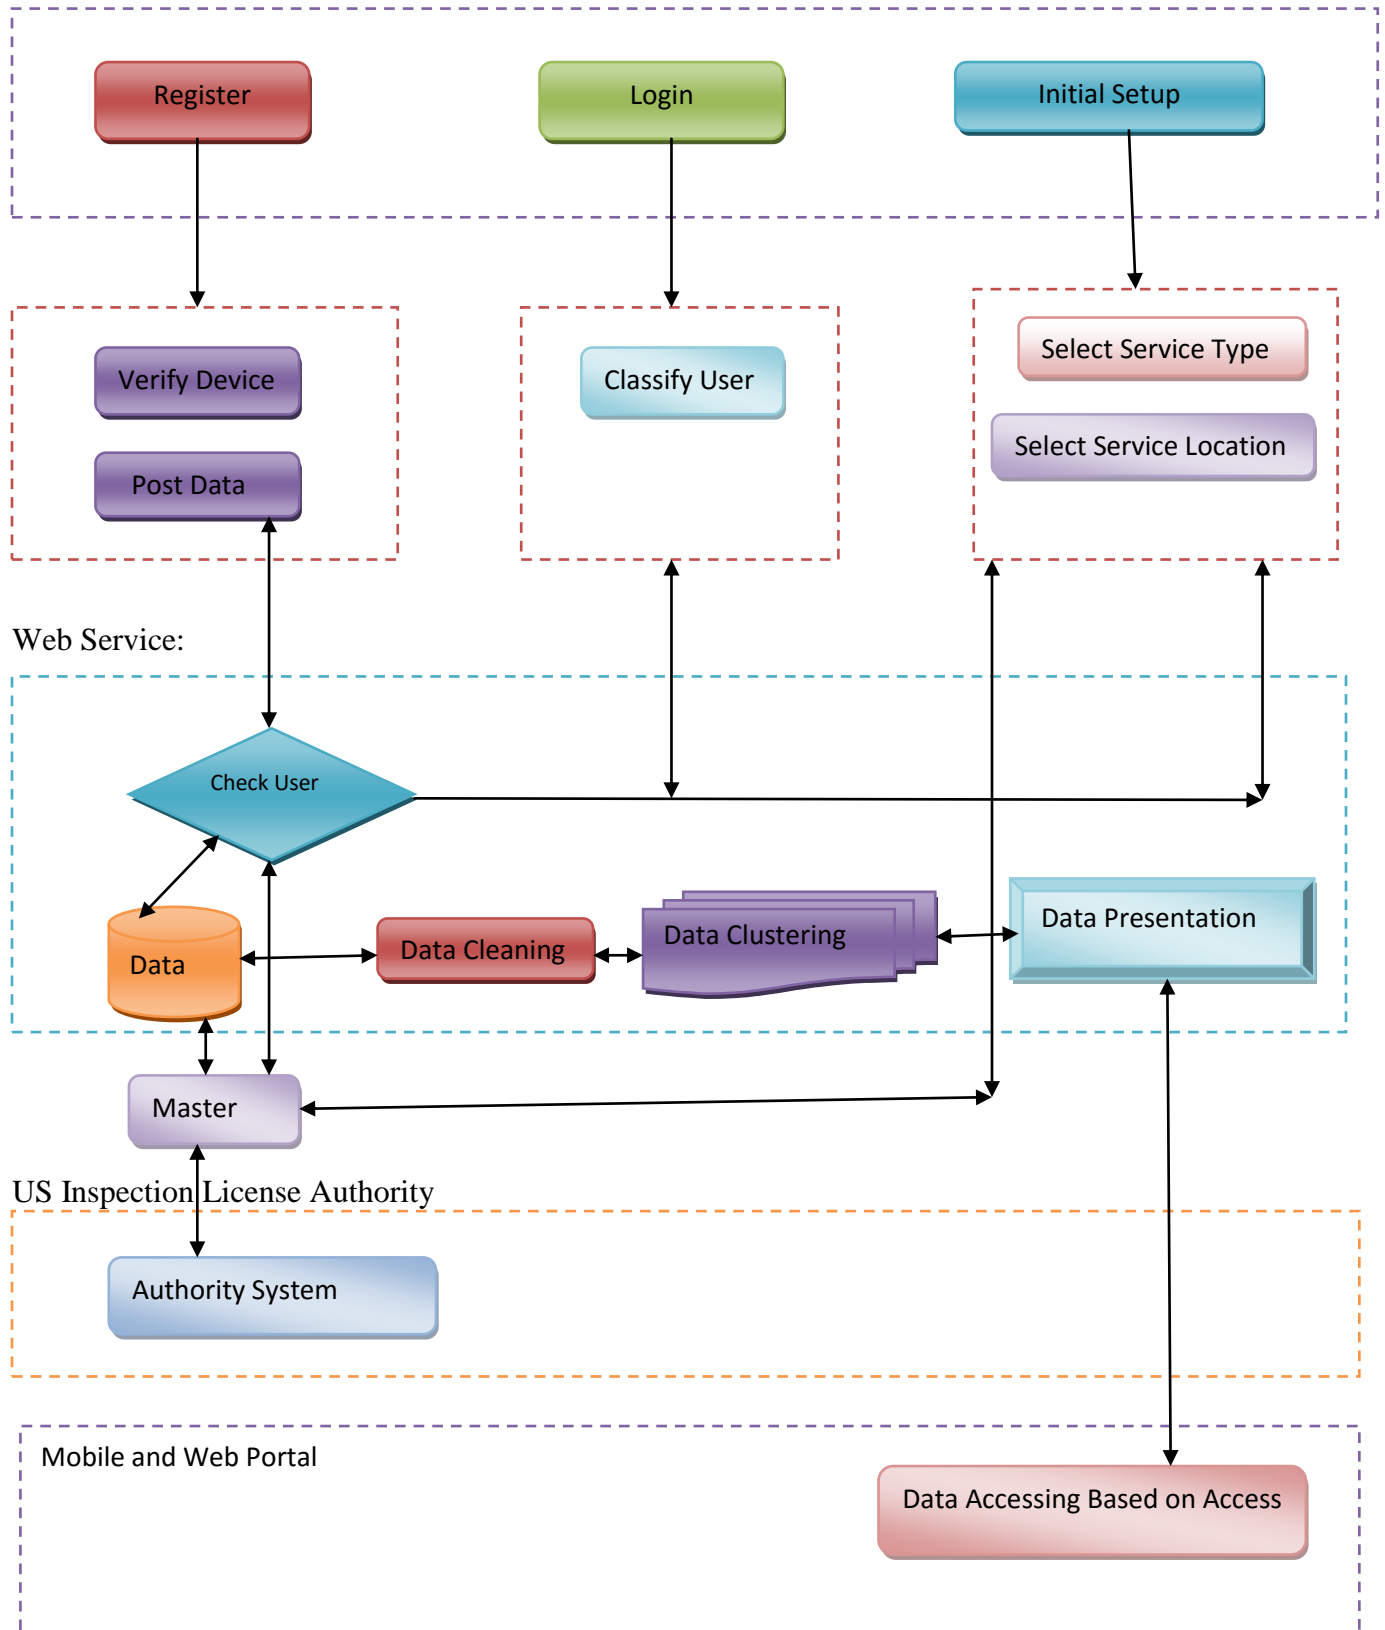 Register
Login
Initial Setup
Verify Device
Post Data
Classify User
Select Service Type
Select Service Location
Web Service:
Check User
Data
Data Cleaning
Data Clustering
Data Presentation
Master
US Inspection License Authority
Authority System
Mobile and Web Portal
Data Accessing Based on Access